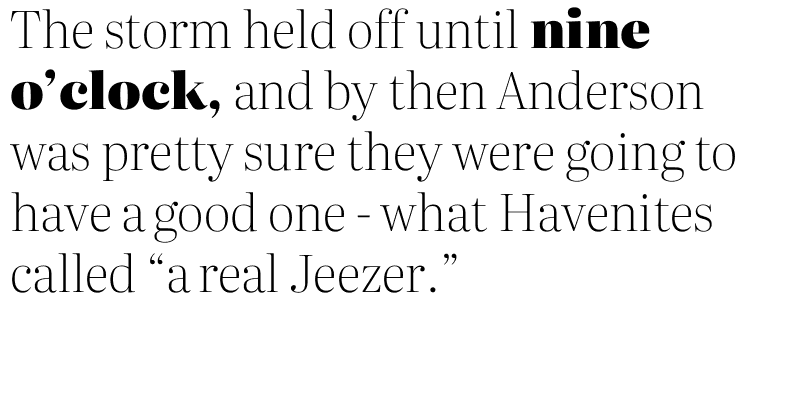 The storm held off until nine
o’clock, and by then Anderson
was pretty sure they were going to
have a good one - what Havenites
called “a real Jeezer.”